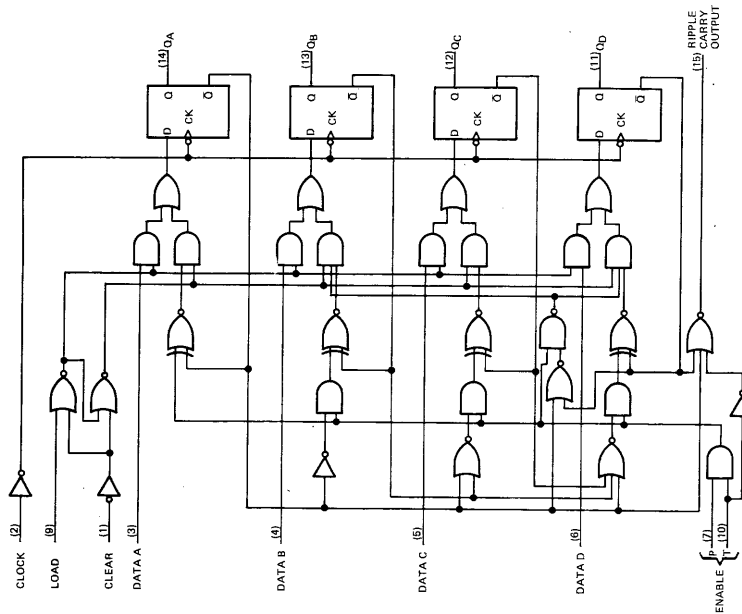 CLOCK (2)
LOAD (9)
CLEAR (1)
DATA A (3)
DATA B (4)
DATA C (5)
DATA D (6)
ENABLE { P (7)
T (10)
D Q (14) QA
CK Q̅
D Q (13) QB
CK Q̅
D Q (12) QC
CK Q̅
D Q (11) QD
CK Q̅
(15) RIPPLE
CARRY
OUTPUT